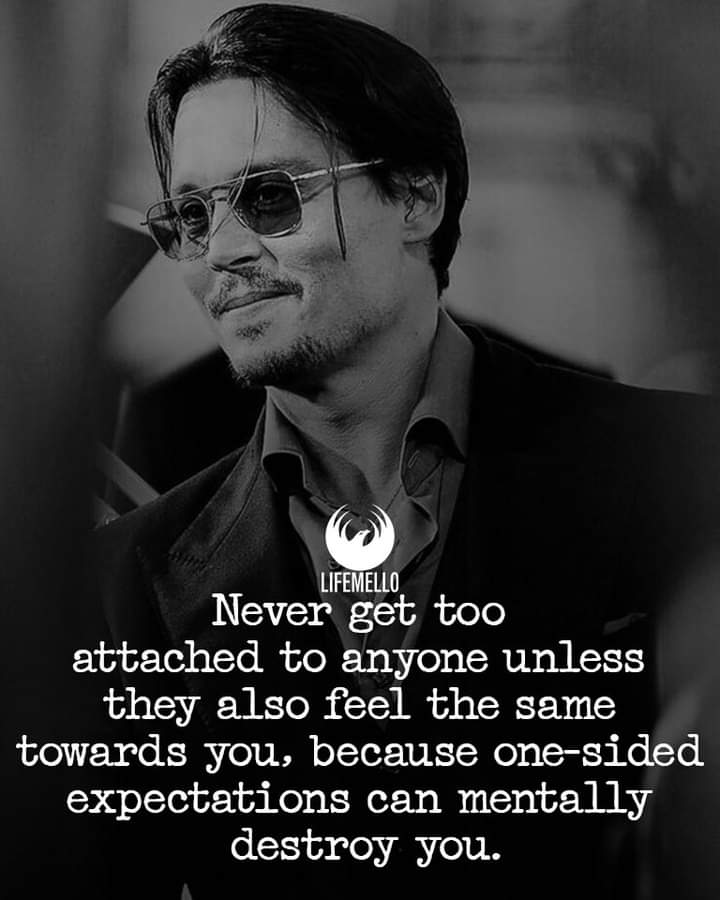 LIFEMELLO
Never get too
attached to anyone unless
they also feel the same
towards you, because one-sided
expectations can mentally
destroy you.